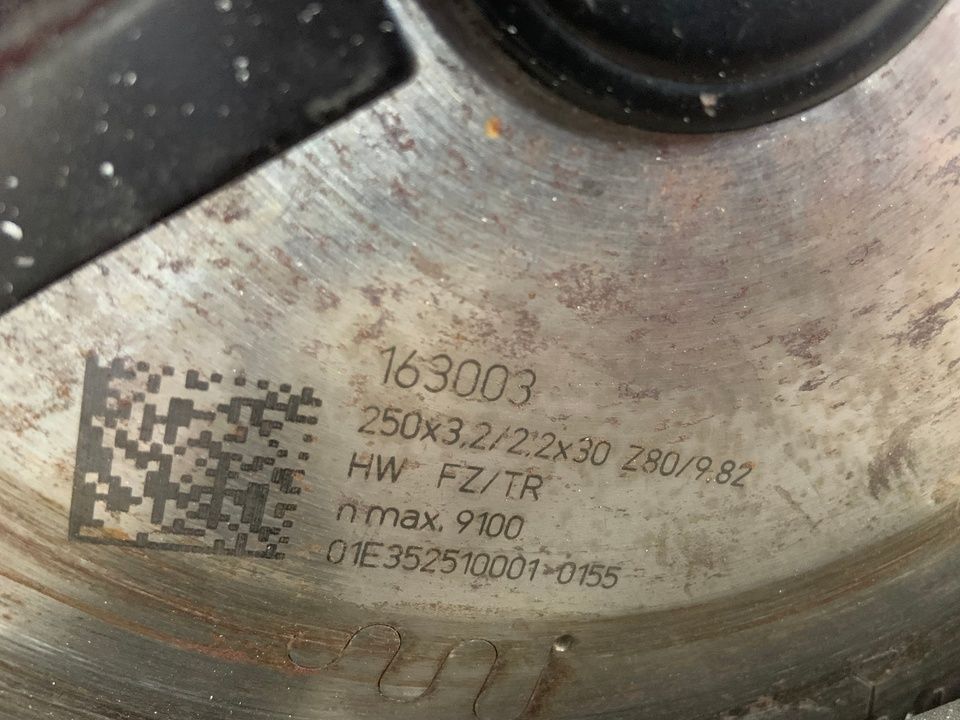 163003
250x3,2/2,2x30 Z80/9.82
HW FZ/TR
n max. 9100
01E352510001-0155